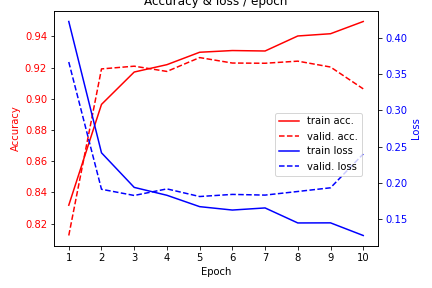 Accuracy & loss / epoch
0.94
0.92
0.90
0.88
0.86
0.84
0.82
Accuracy
0.40
0.35
0.30
0.25
0.20
0.15
Loss
train acc.
valid. acc.
train loss
valid. loss
1 2 3 4 5 6 7 8 9 10
Epoch